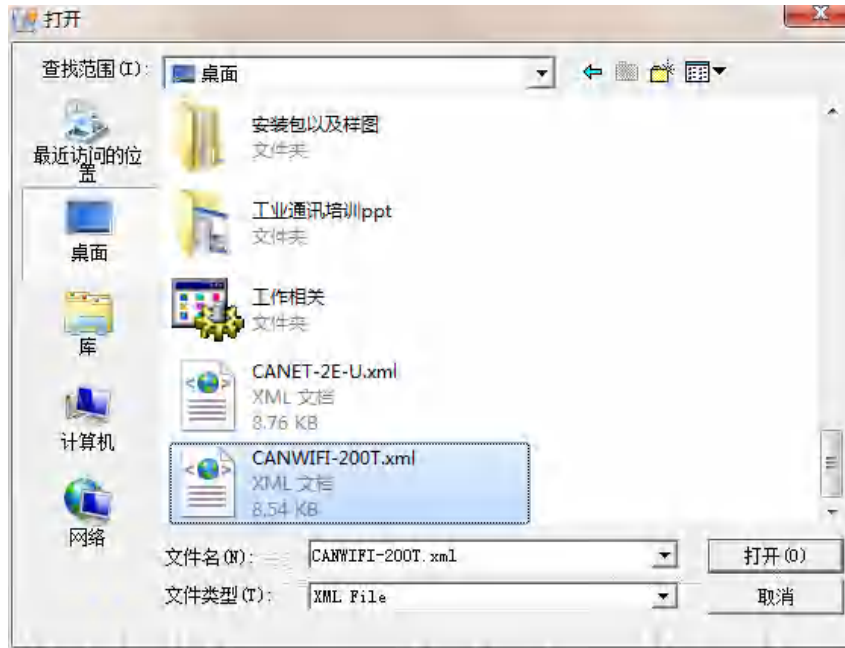 打开
查找范围(I):
桌面
最近访问的位
置
桌面
库
计算机
网络
安装包以及样图
文件夹
工业通讯培训ppt
文件夹
工作相关
文件夹
CANET-2E-U.xml
XML 文档
8.76 KB
CANWIFI-200T.xml
XML 文档
8.54 KB
文件名(N):
CANWIFI-200T.xml
打开(O)
文件类型(T):
XML File
取消